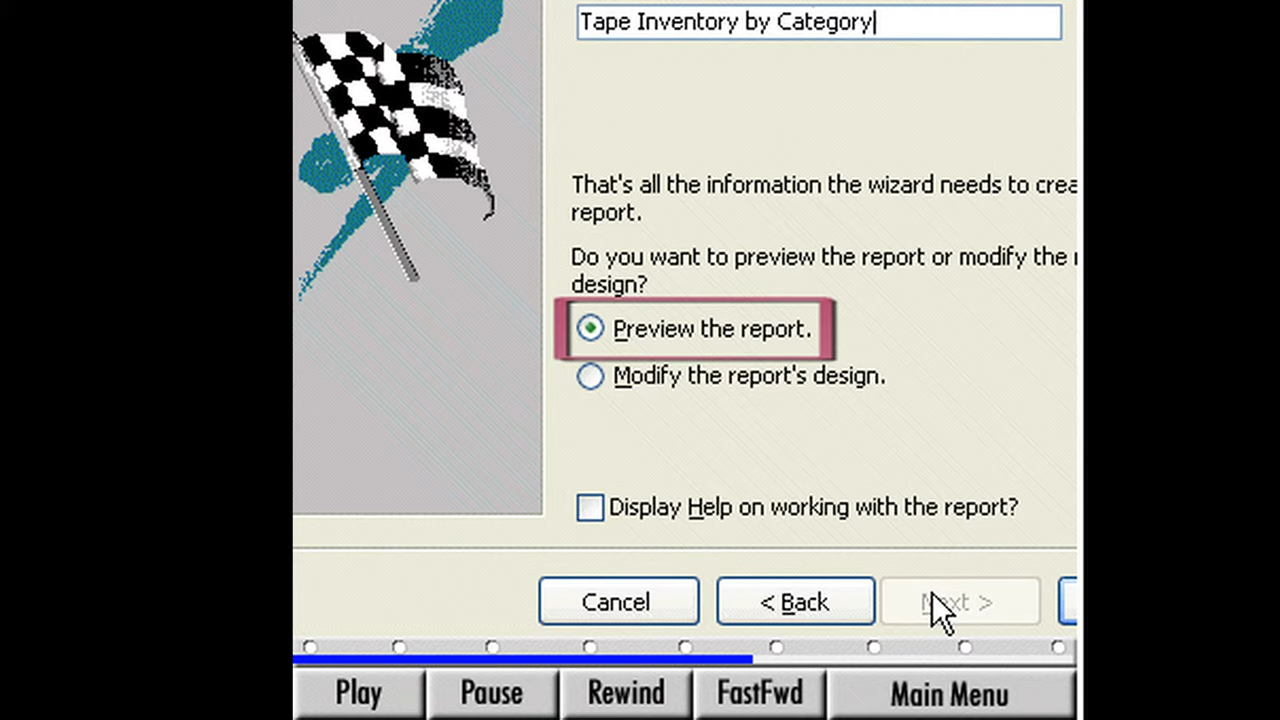 Tape Inventory by Category
That's all the information the wizard needs to crea
report.
Do you want to preview the report or modify the
design?
Preview the report.
Modify the report's design.
Display Help on working with the report?
Cancel
< Back
Next >
Play
Pause
Rewind
FastFwd
Main Menu